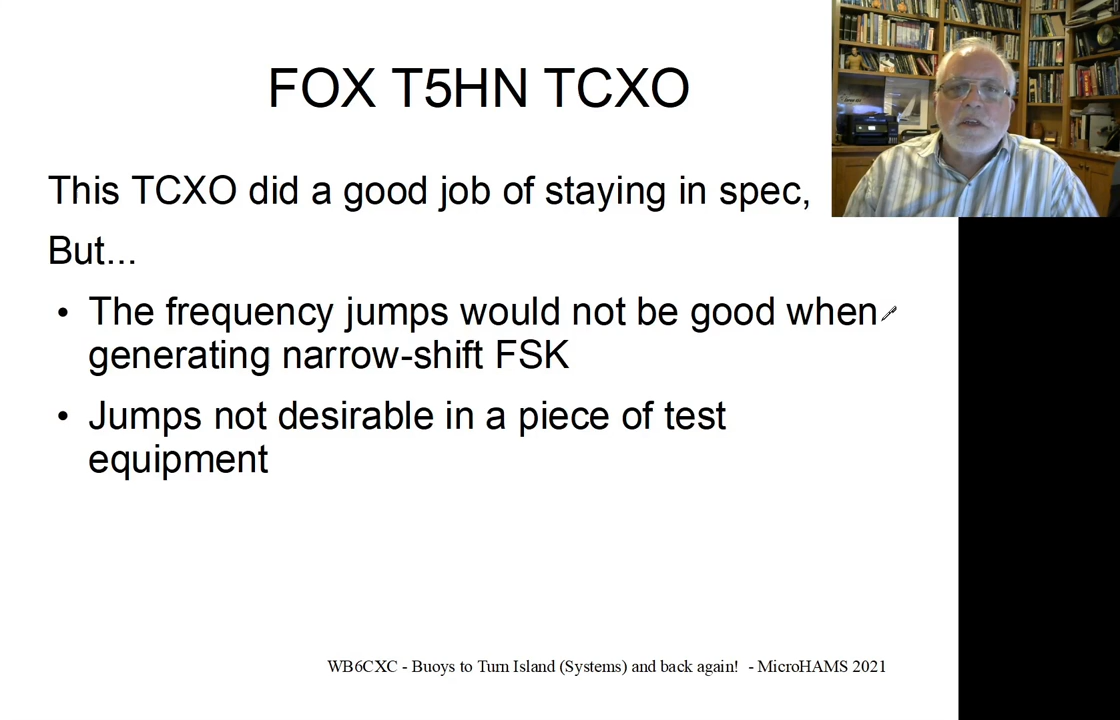 FOX T5HN TCXO
This TCXO did a good job of staying in spec,
But...
• The frequency jumps would not be good when
generating narrow-shift FSK
• Jumps not desirable in a piece of test
equipment
WB6CXC - Buoys to Turn Island (Systems) and back again! - MicroHAMS 2021